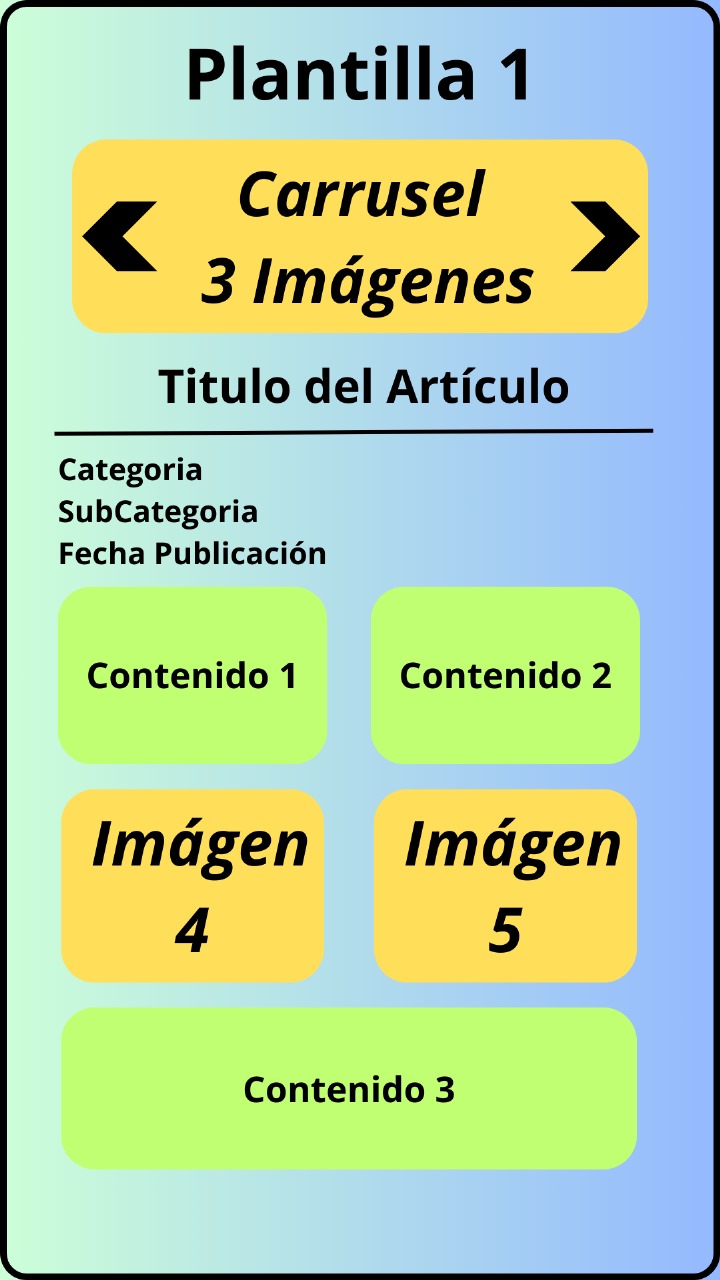 Plantilla 1
Carrusel
3 Imágenes
Titulo del Artículo
Categoria
SubCategoria
Fecha Publicación
Contenido 1
Contenido 2
Imágen
4
Imágen
5
Contenido 3